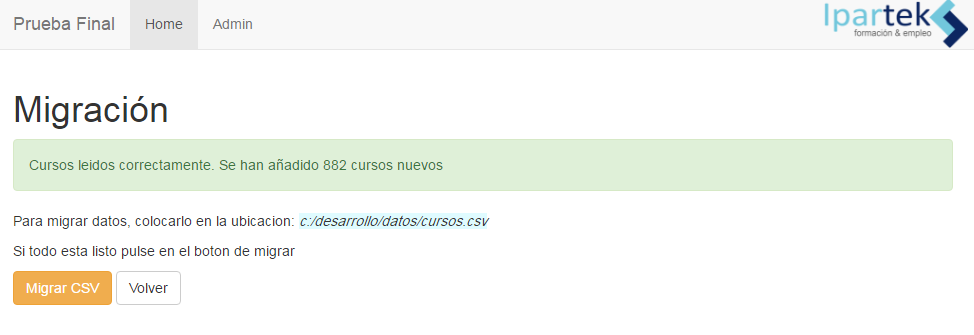 Prueba Final Home Admin Ipartek
formación & empleo
Migración
Cursos leidos correctamente. Se han añadido 882 cursos nuevos
Para migrar datos, colocarlo en la ubicacion: c:/desarrollo/datos/cursos.csv
Si todo esta listo pulse en el boton de migrar
Migrar CSV Volver